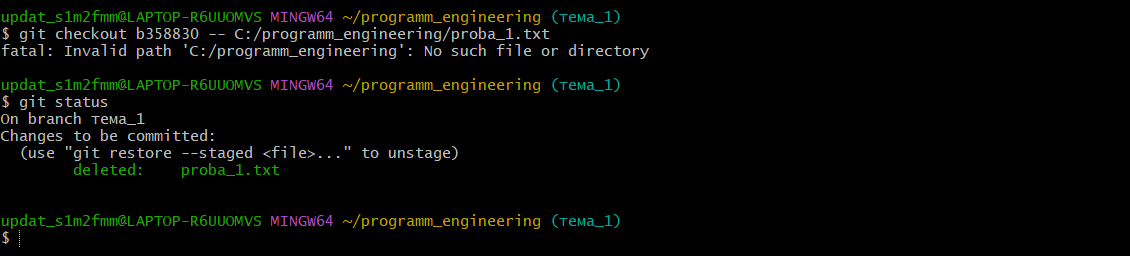 updat_s1m2fmm@LAPTOP-R6UUOMVS MINGW64 ~/programm_engineering (тема_1)
$ git checkout b358830 -- C:/programm_engineering/proba_1.txt
fatal: Invalid path 'C:/programm_engineering': No such file or directory
updat_s1m2fmm@LAPTOP-R6UUOMVS MINGW64 ~/programm_engineering (тема_1)
$ git status
On branch тема_1
Changes to be committed:
  (use "git restore --staged <file>..." to unstage)
        deleted:    proba_1.txt
updat_s1m2fmm@LAPTOP-R6UUOMVS MINGW64 ~/programm_engineering (тема_1)
$